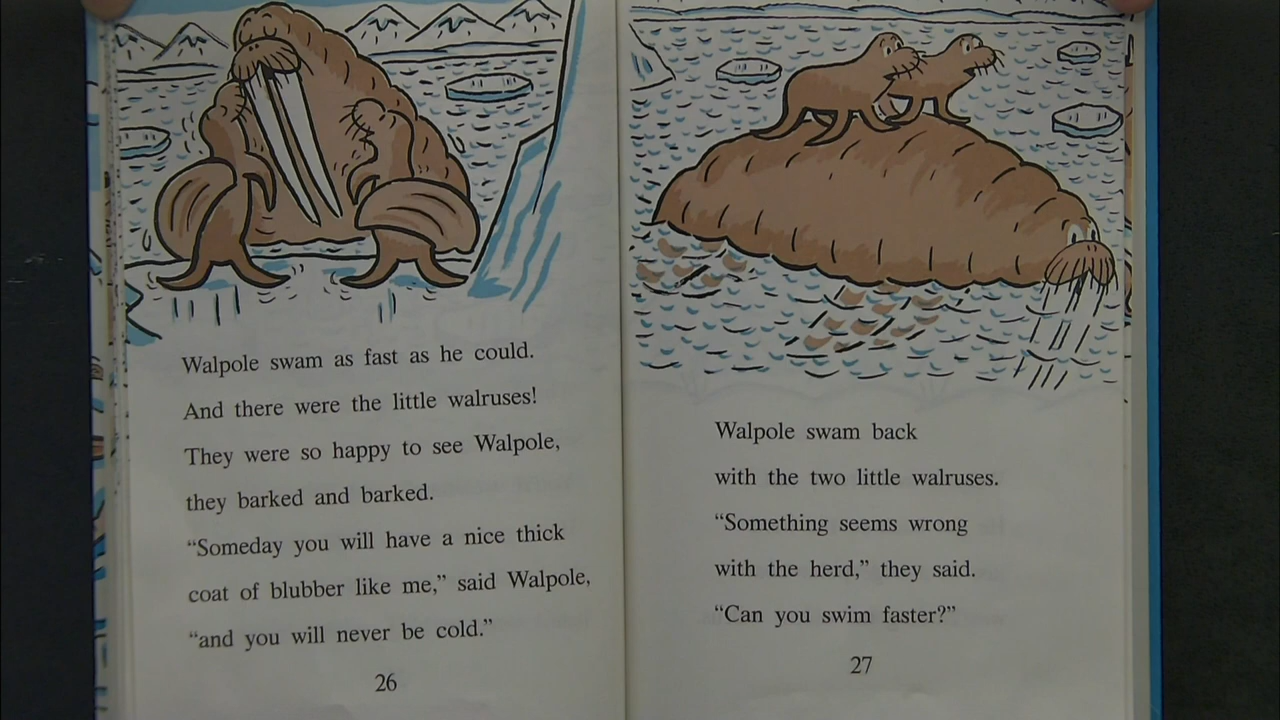 Walpole swam as fast as he could.
And there were the little walruses!
They were so happy to see Walpole,
they barked and barked.
“Someday you will have a nice thick
coat of blubber like me,” said Walpole,
“and you will never be cold.”
26
Walpole swam back
with the two little walruses.
“Something seems wrong
with the herd,” they said.
“Can you swim faster?”
27